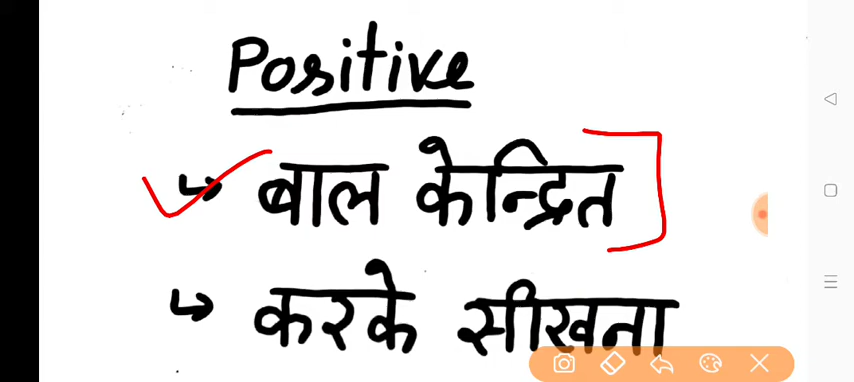 Positive
↳ बाल केन्द्रित
↳ करके सीखना